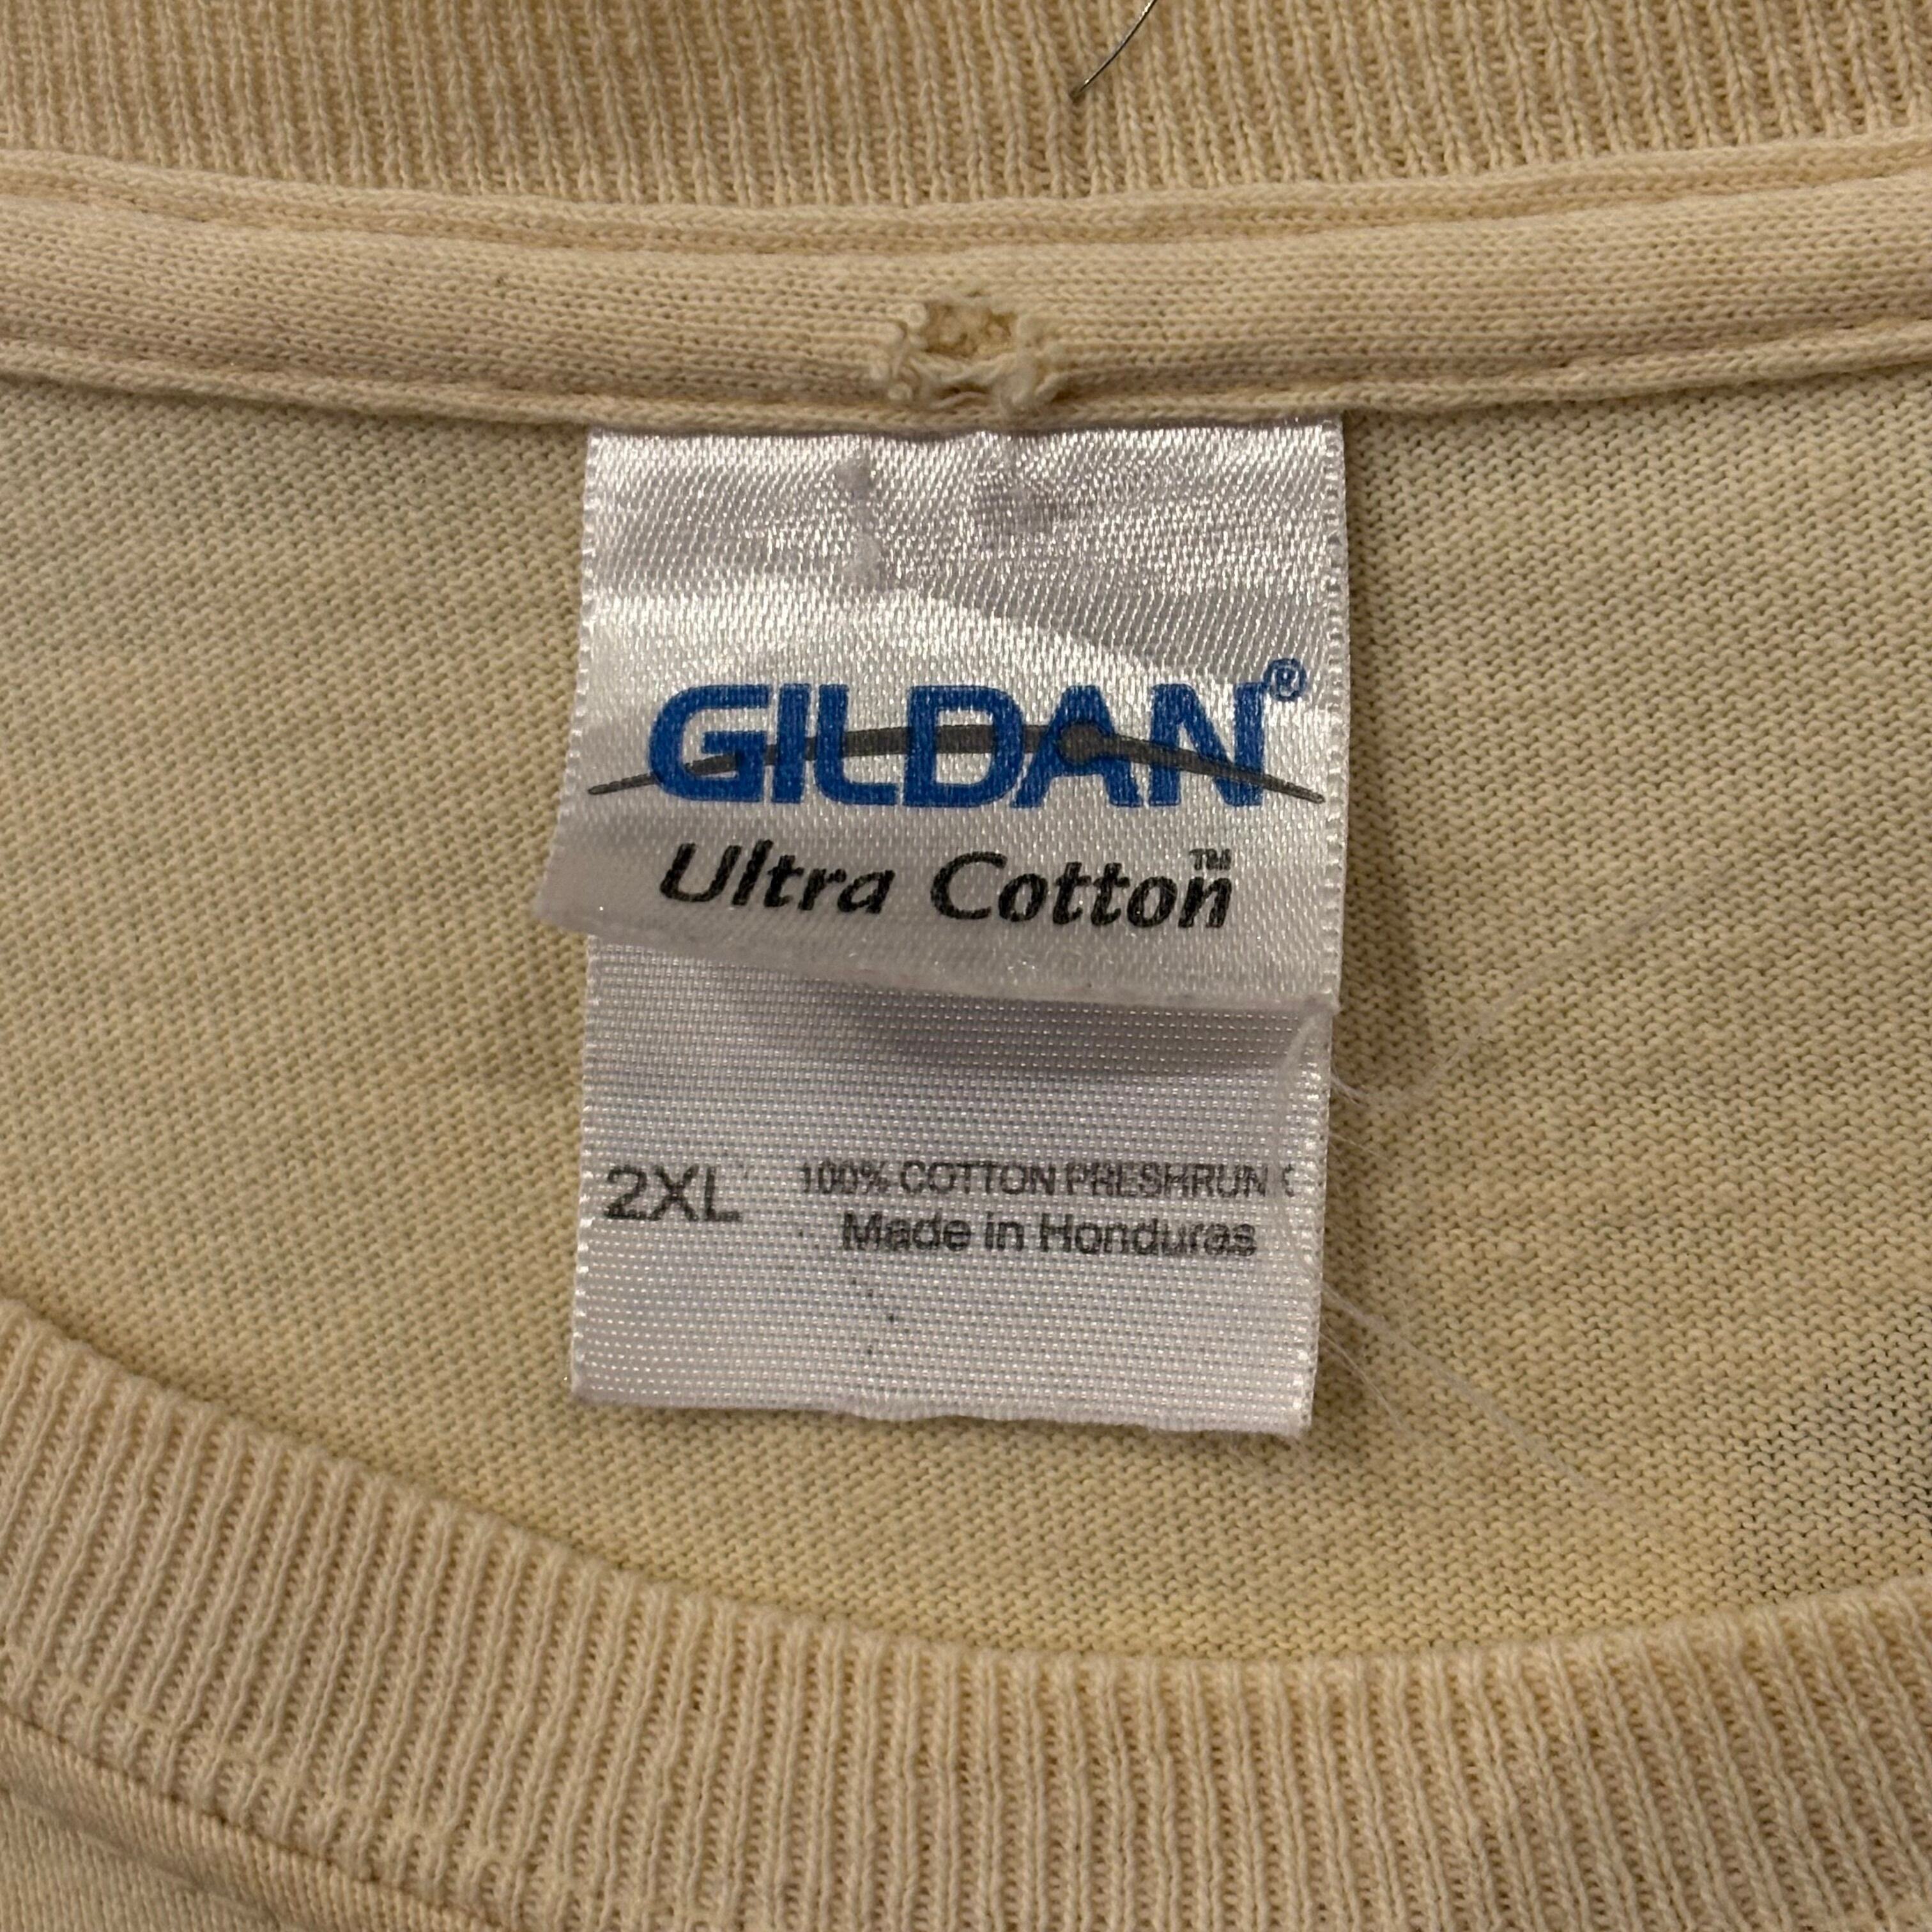 GILDAN®
Ultra Cotton™
2XL 100% COTTON PRESHRUNK
Made in Honduras